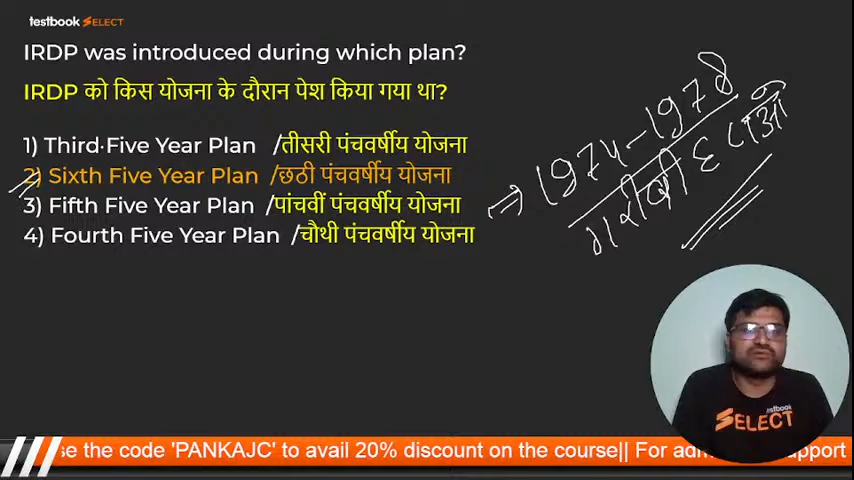 testbook SELECT
IRDP was introduced during which plan?
IRDP को किस योजना के दौरान पेश किया गया था?
1) Third Five Year Plan /तीसरी पंचवर्षीय योजना
2) Sixth Five Year Plan /छठी पंचवर्षीय योजना
3) Fifth Five Year Plan /पांचवीं पंचवर्षीय योजना
4) Fourth Five Year Plan /चौथी पंचवर्षीय योजना
→ 1974-1978
गरीबी हटाओ
testbook
SELECT
se the code 'PANKAJC' to avail 20% discount on the course|| For adm support